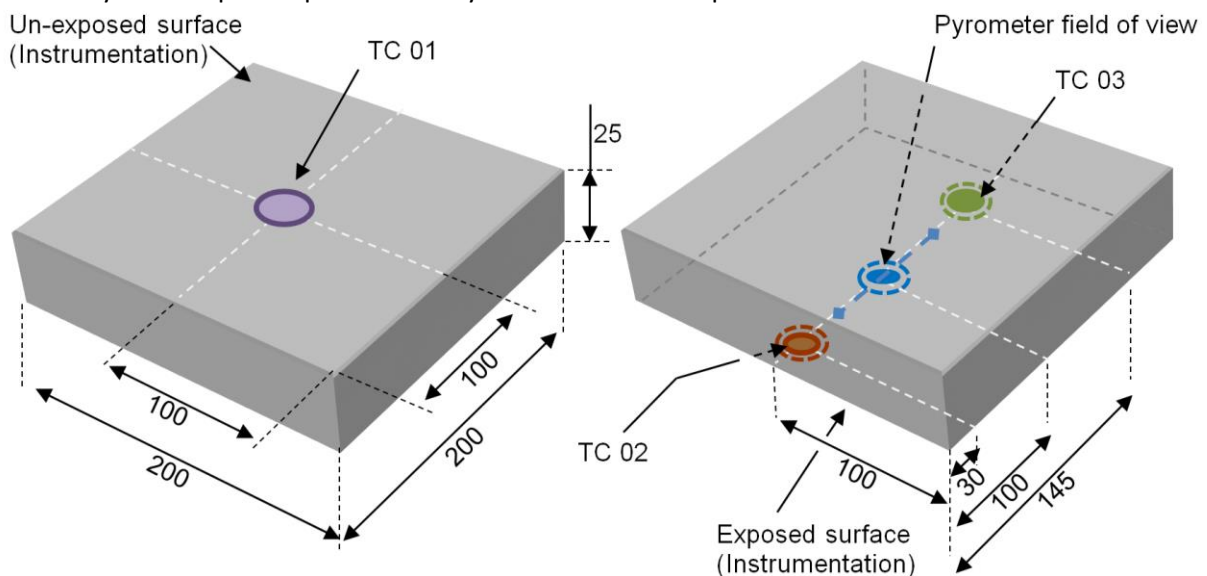 Un-exposed surface
(Instrumentation)
TC 01
25
100
100
200
200
Pyrometer field of view
TC 03
TC 02
100
30
100
145
Exposed surface
(Instrumentation)